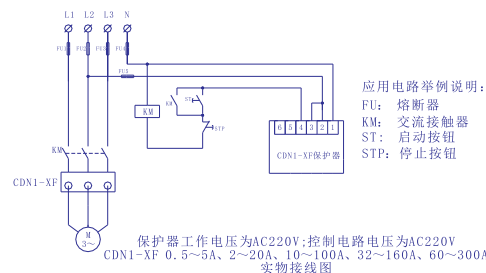 L1 L2 L3 N
FU1 FU2 FU3 FU4
FU5
KM
KM
ST
STP
6 5 4 3 2 1
CDN1-XF保护器
KM
CDN1-XF
M
3~
应用电路举例说明:
FU: 熔断器
KM: 交流接触器
ST: 启动按钮
STP:停止按钮
保护器工作电压为AC220V;控制电路电压为AC220V
CDN1-XF 0.5~5A、2~20A、10~100A、32~160A、60~300A
实物接线图